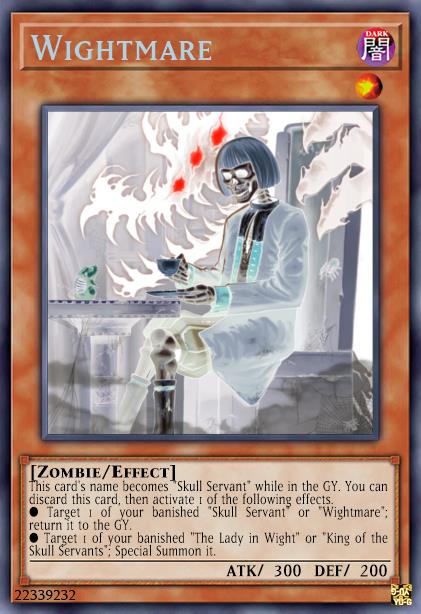 Wightmare
DARK
闇
[Zombie/Effect]
This card's name becomes "Skull Servant" while in the GY. You can
discard this card, then activate 1 of the following effects.
● Target 1 of your banished "Skull Servant" or "Wightmare";
return it to the GY.
● Target 1 of your banished "The Lady in Wight" or "King of the
Skull Servants"; Special Summon it.
ATK/ 300 DEF/ 200
22339232